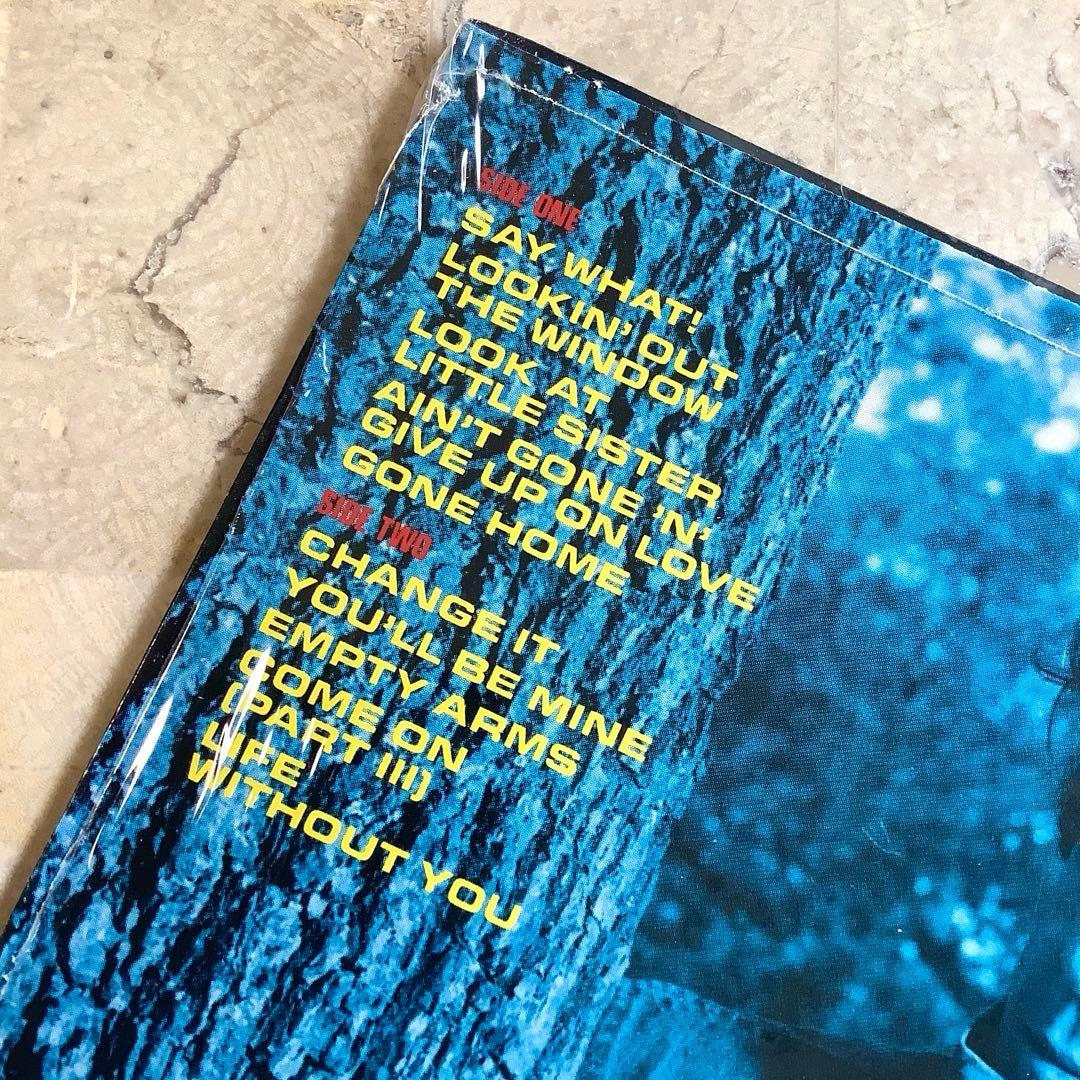 SIDE ONE
SAY WHAT!
LOOKIN' OUT
THE WINDOW
LOOK AT
LITTLE SISTER
AIN'T GONE 'N'
GIVE UP ON LOVE
GONE HOME
SIDE TWO
CHANGE IT
YOU'LL BE MINE
EMPTY ARMS
COME ON
(PART III)
LIFE
WITHOUT YOU